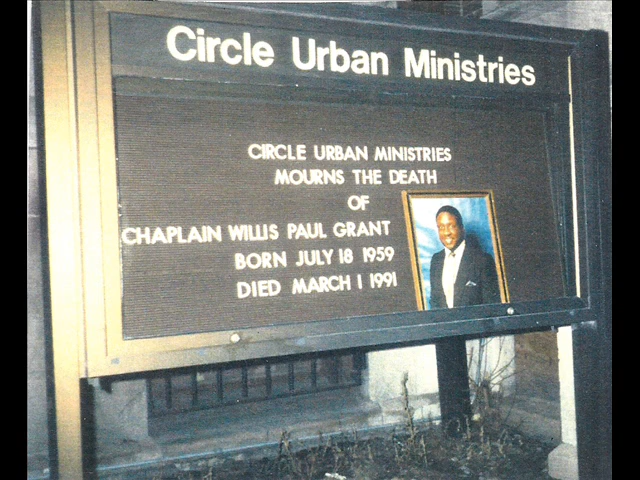 Circle Urban Ministries
CIRCLE URBAN MINISTRIES
MOURNS THE DEATH
OF
CHAPLAIN WILLIS PAUL GRANT
BORN JULY 18 1959
DIED MARCH 1 1991